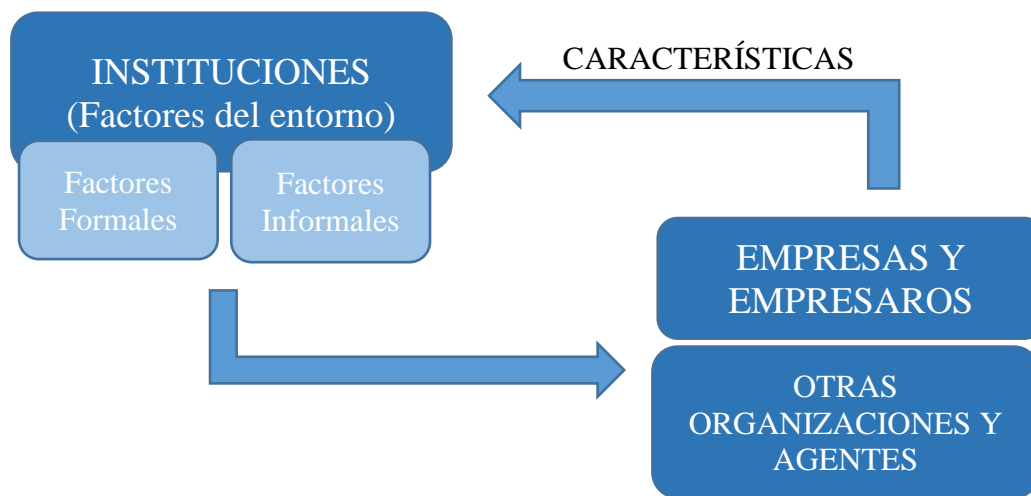 INSTITUCIONES
(Factores del entorno)
Factores
Formales
Factores
Informales
CARACTERÍSTICAS
EMPRESAS Y
EMPRESAROS
OTRAS
ORGANIZACIONES Y
AGENTES